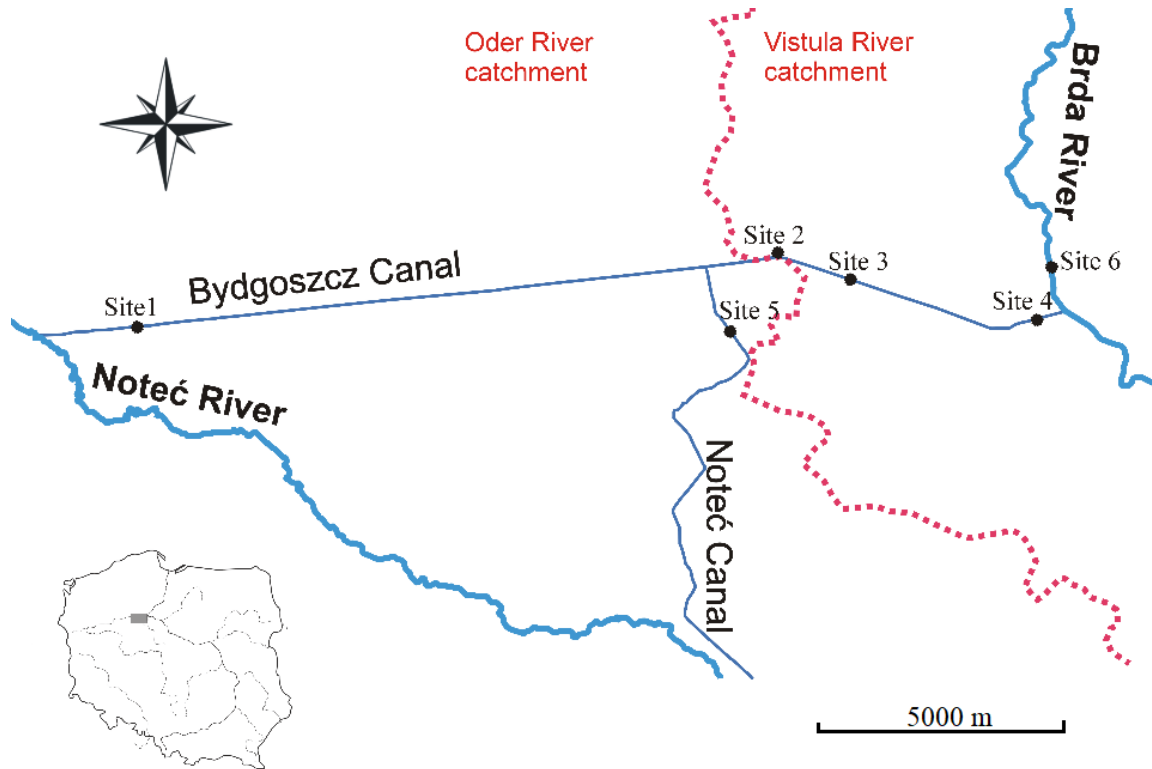 Oder River
catchment
Vistula River
catchment
Brda River
Site 2
Site 3
Site 6
Bydgoszcz Canal
Site1
Site 4
Site 5
Noteć River
Noteć Canal
5000 m